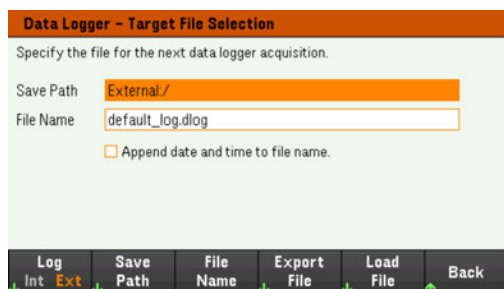 Data Logger - Target File Selection
Specify the file for the next data logger acquisition.
Save Path External:/
File Name default_log.dlog
Append date and time to file name.
Log Int Ext
Save Path
File Name
Export File
Load File
Back